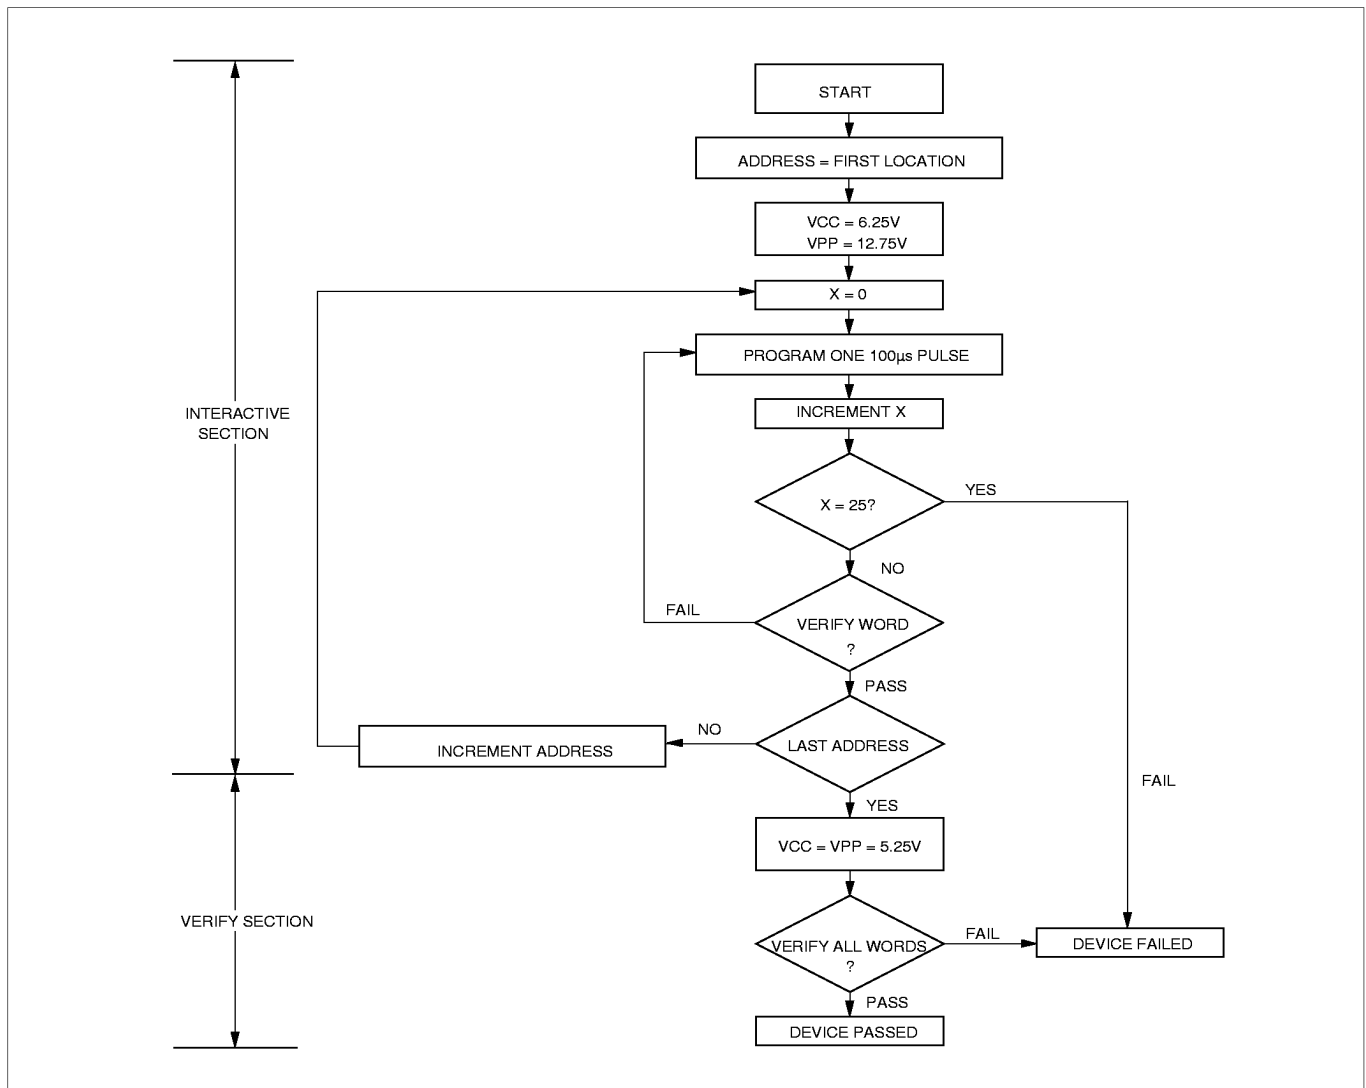 START
ADDRESS = FIRST LOCATION
VCC = 6.25V
VPP = 12.75V
X = 0
PROGRAM ONE 100µs PULSE
INTERACTIVE
SECTION
INCREMENT X
X = 25?
YES
NO
FAIL
VERIFY WORD
?
PASS
NO
LAST ADDRESS
INCREMENT ADDRESS
FAIL
YES
VCC = VPP = 5.25V
VERIFY SECTION
VERIFY ALL WORDS
?
FAIL
DEVICE FAILED
PASS
DEVICE PASSED